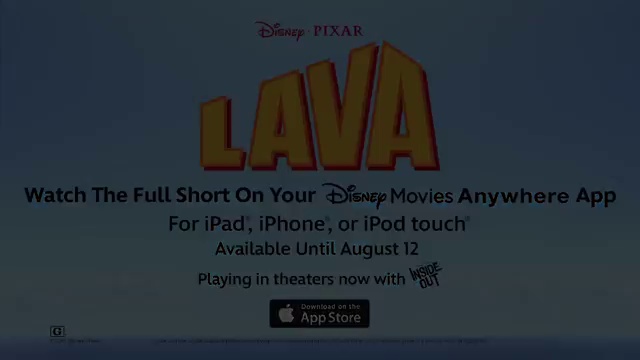 Disney · PIXAR
LAVA
Watch The Full Short On Your Disney Movies Anywhere App
For iPad®, iPhone®, or iPod touch®
Available Until August 12
Playing in theaters now with INSIDE OUT
Download on the
App Store
G